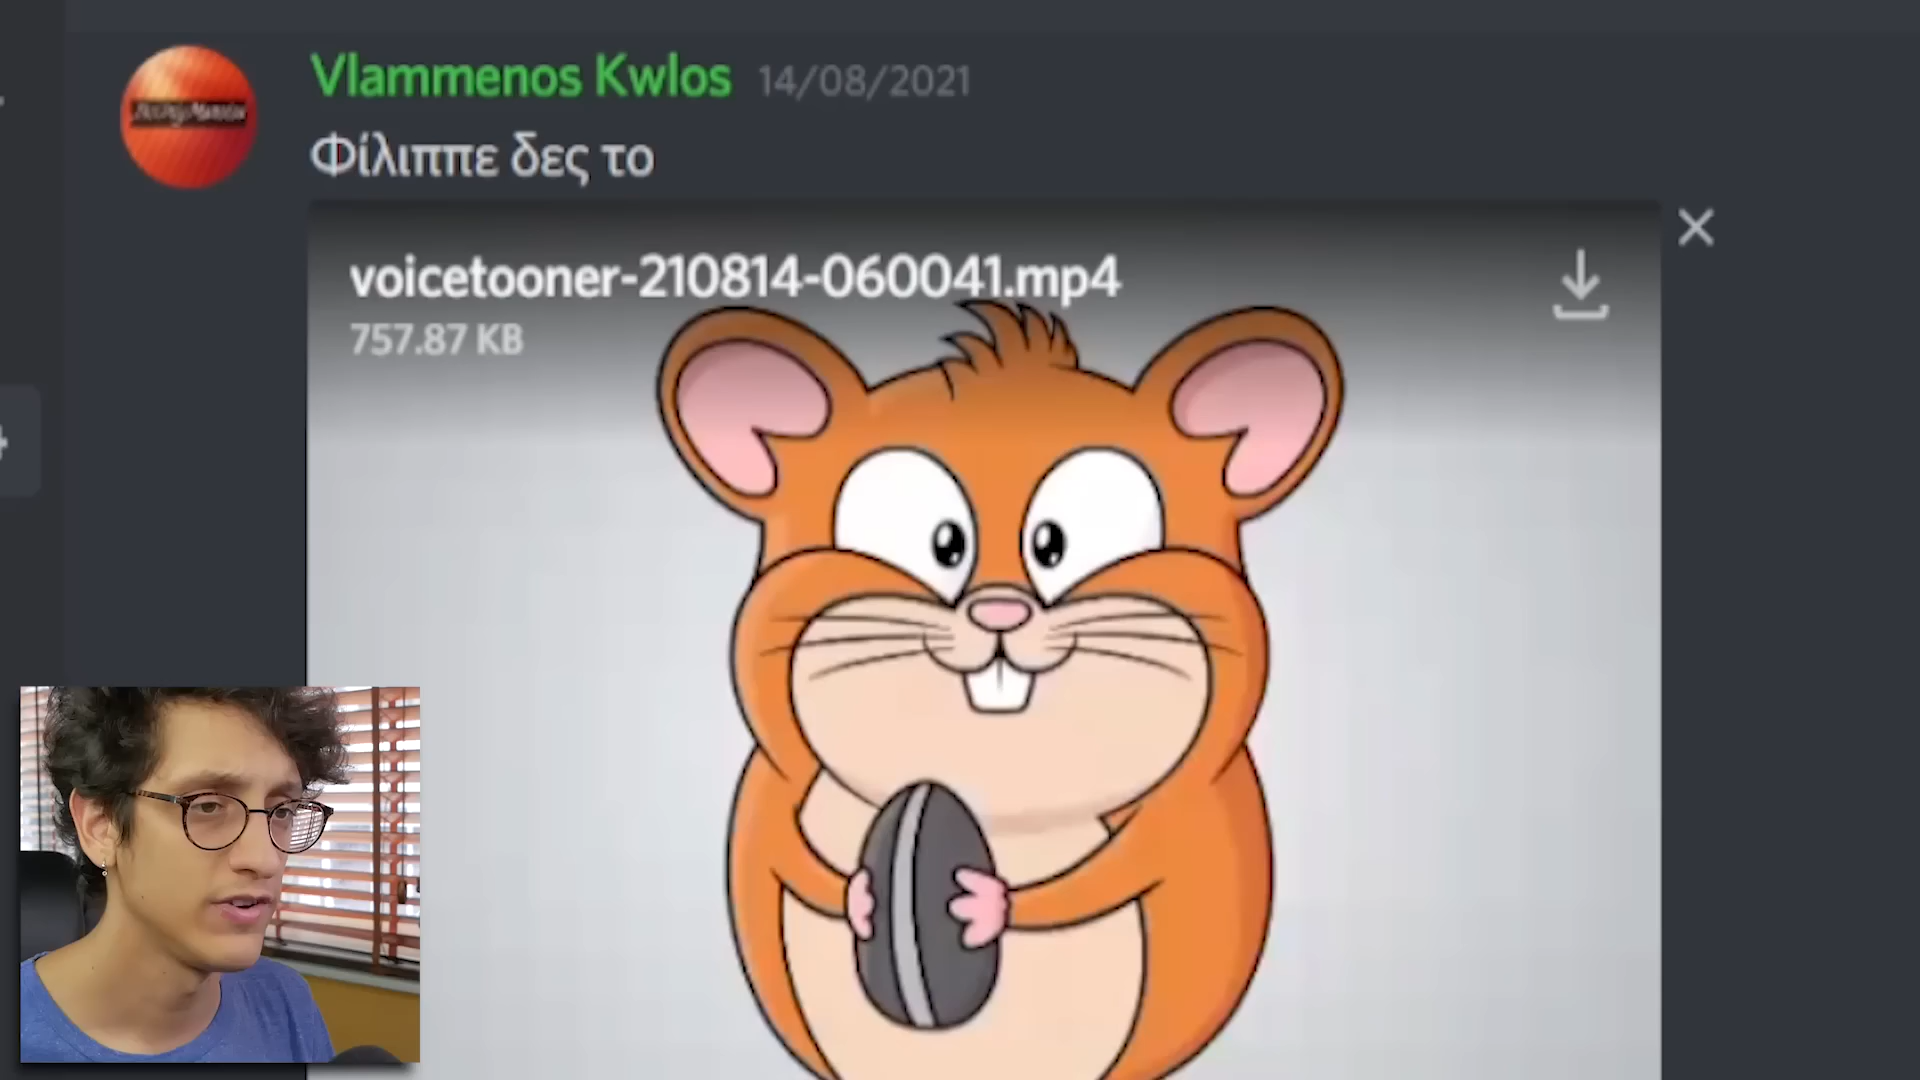 Vlammenos Kwlos 14/08/2021
Φίλιππε δες το
voicetooner-210814-060041.mp4
757.87 KB